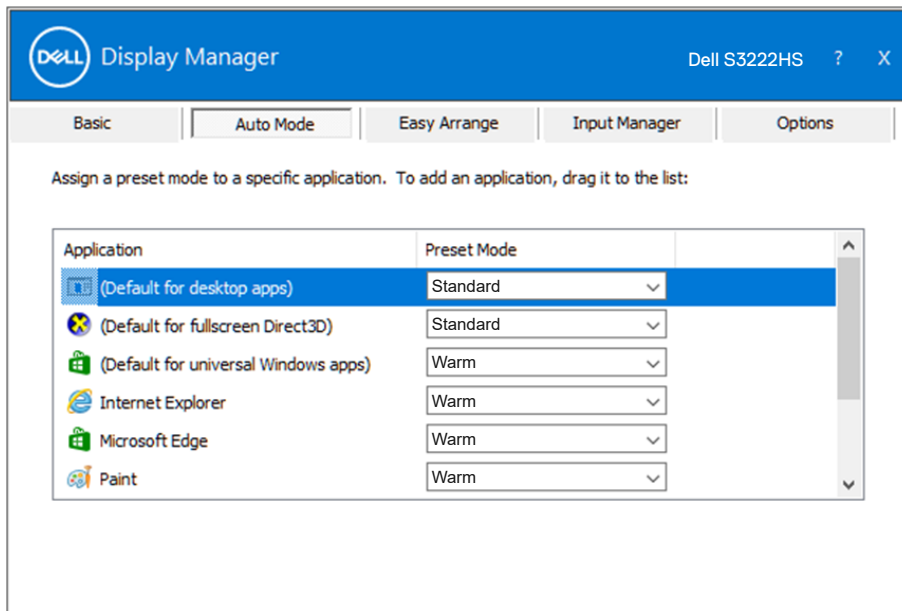 DELL Display Manager Dell S3222HS ? X
Basic Auto Mode Easy Arrange Input Manager Options
Assign a preset mode to a specific application. To add an application, drag it to the list:
Application Preset Mode
(Default for desktop apps) Standard
(Default for fullscreen Direct3D) Standard
(Default for universal Windows apps) Warm
Internet Explorer Warm
Microsoft Edge Warm
Paint Warm